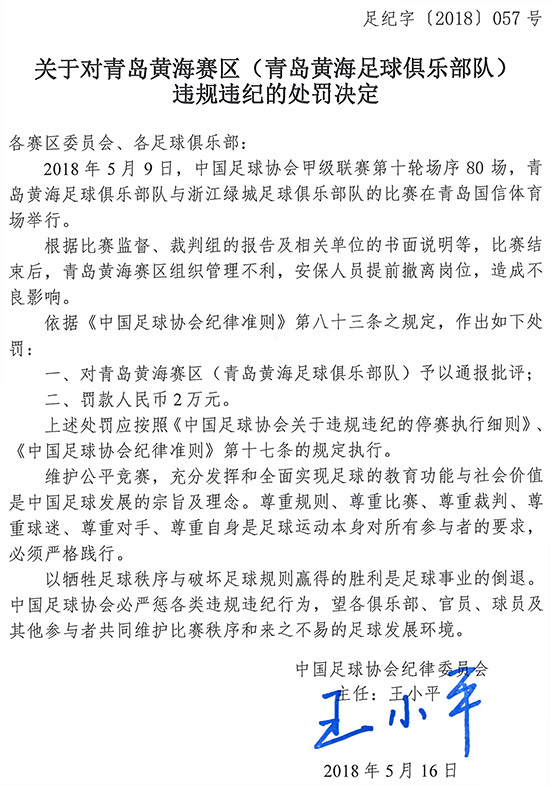 足纪字〔2018〕057号
关于对青岛黄海赛区（青岛黄海足球俱乐部队）
违规违纪的处罚决定
各赛区委员会、各足球俱乐部：
2018年5月9日，中国足球协会甲级联赛第十轮场序80场，青
岛黄海足球俱乐部队与浙江绿城足球俱乐部队的比赛在青岛国信体育
场举行。
根据比赛监督、裁判组的报告及相关单位的书面说明等，比赛结
束后，青岛黄海赛区组织管理不利，安保人员提前撤离岗位，造成不
良影响。
依据《中国足球协会纪律准则》第八十三条之规定，作出如下处
罚：
一、对青岛黄海赛区（青岛黄海足球俱乐部队）予以通报批评；
二、罚款人民币2万元。
上述处罚应按照《中国足球协会关于违规违纪的停赛执行细则》、
《中国足球协会纪律准则》第十七条的规定执行。
维护公平竞赛，充分发挥和全面实现足球的教育功能与社会价值
是中国足球发展的宗旨及理念。尊重规则、尊重比赛、尊重裁判、尊
重球迷、尊重对手、尊重自身是足球运动本身对所有参与者的要求，
必须严格践行。
以牺牲足球秩序与破坏足球规则赢得的胜利是足球事业的倒退。
中国足球协会必严惩各类违规违纪行为，望各俱乐部、官员、球员及
其他参与者共同维护比赛秩序和来之不易的足球发展环境。
中国足球协会纪律委员会
主任：王小平
王小平
2018年5月16日